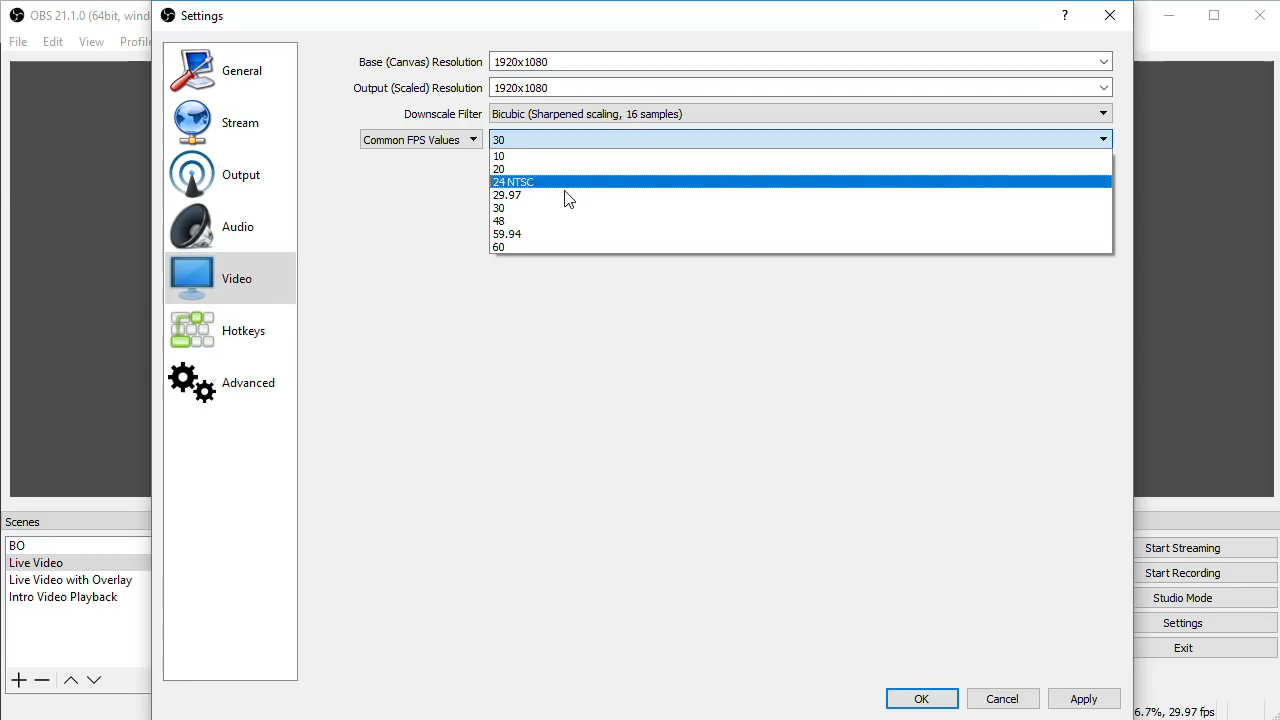 OBS 21.1.0 (64bit, wind
Settings
?
File Edit View Profile
General
Stream
Output
Audio
Video
Hotkeys
Advanced
Base (Canvas) Resolution 1920x1080
Output (Scaled) Resolution 1920x1080
Downscale Filter Bicubic (Sharpened scaling, 16 samples)
Common FPS Values 30
10
20
24 NTSC
29.97
30
48
59.94
60
Scenes
BO
Live Video
Live Video with Overlay
Intro Video Playback
Start Streaming
Start Recording
Studio Mode
Settings
Exit
OK Cancel Apply
6.7%, 29.97 fps